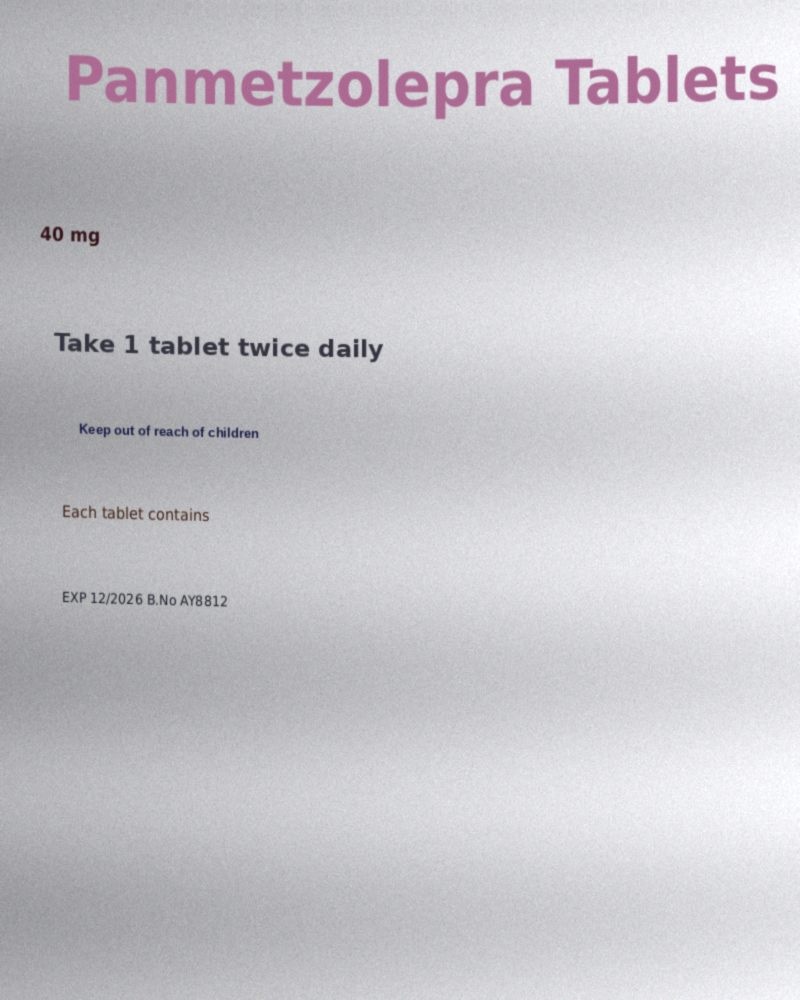 Panmetzolepra Tablets
40 mg
Take 1 tablet twice daily
Keep out of reach of children
Each tablet contains
EXP 12/2026 B.No AY8812